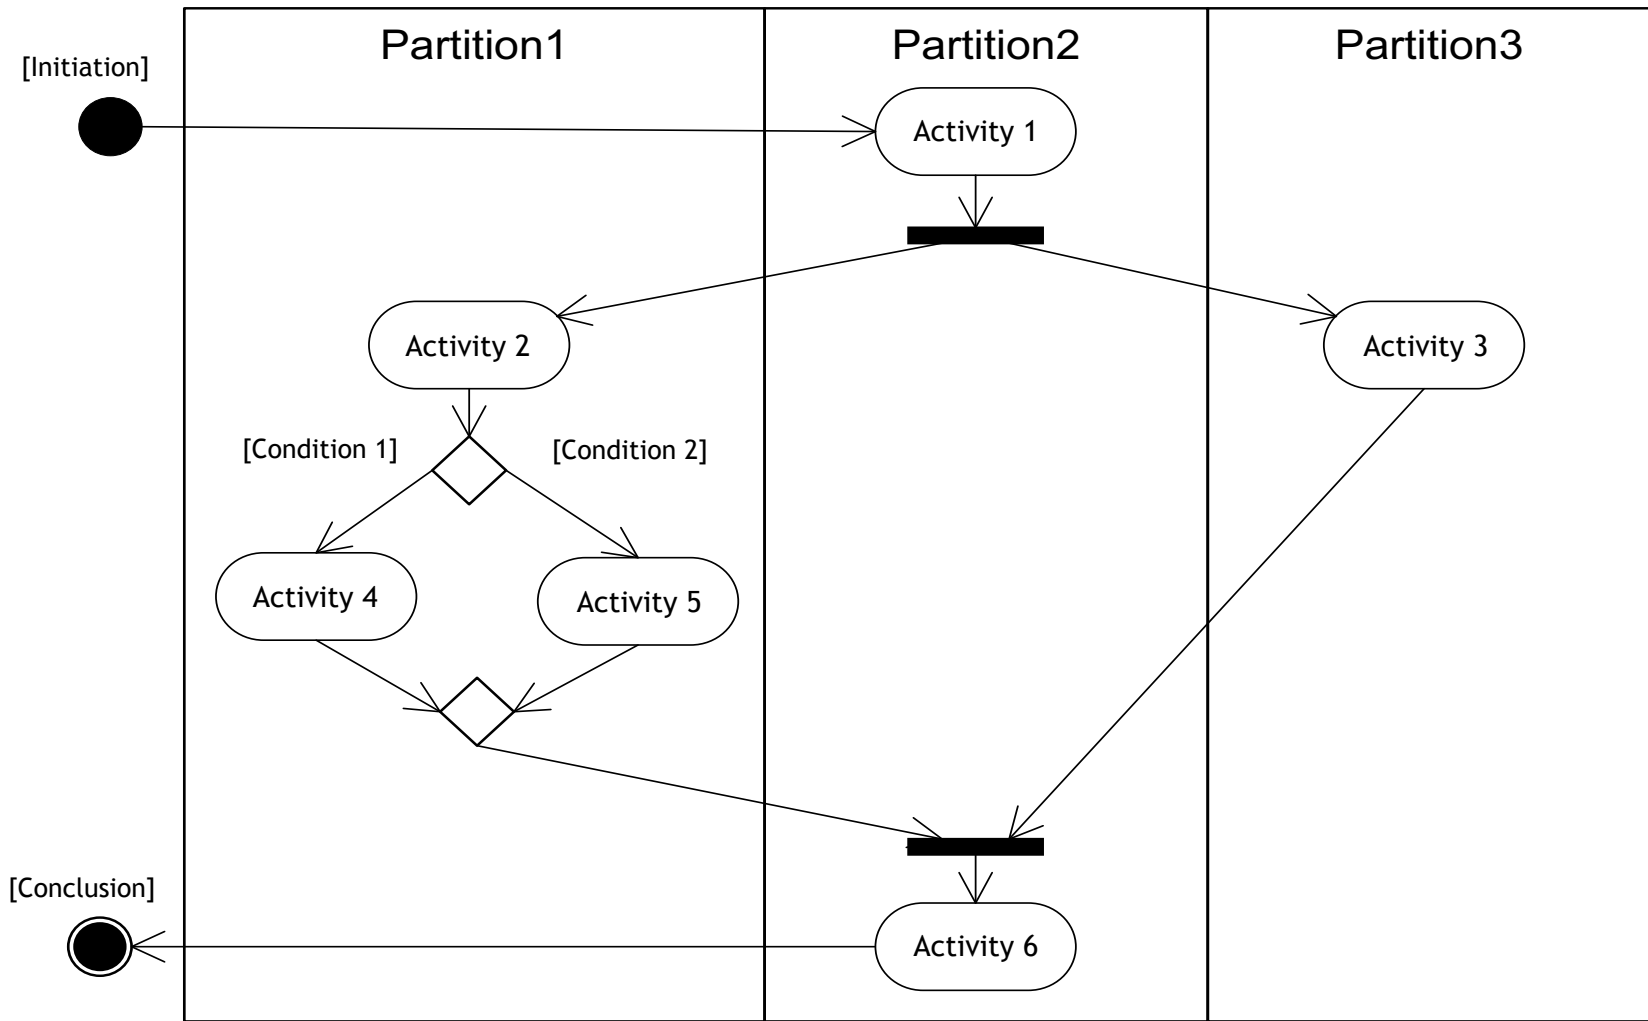 Partition1
Partition2
Partition3
[Initiation]
Activity 1
Activity 2
Activity 3
[Condition 1]
[Condition 2]
Activity 4
Activity 5
[Conclusion]
Activity 6